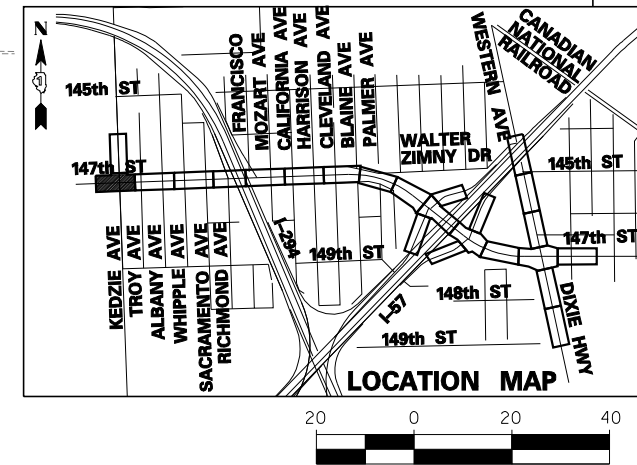 N
CANADIAN
NATIONAL
RAILROAD
WESTERN AVE
FRANCISCO
MOZART AVE
CALIFORNIA AVE
HARRISON AVE
CLEVELAND AVE
BLAINE AVE
PALMER AVE
145th ST
WALTER
ZIMNY DR
147th ST
145th ST
KEDZIE AVE
TROY AVE
ALBANY AVE
WHIPPLE AVE
SACRAMENTO AVE
RICHMOND AVE
I-294
149th ST
147th ST
148th ST
I-57
DIXIE HWY
149th ST
LOCATION MAP
20 0 20 40